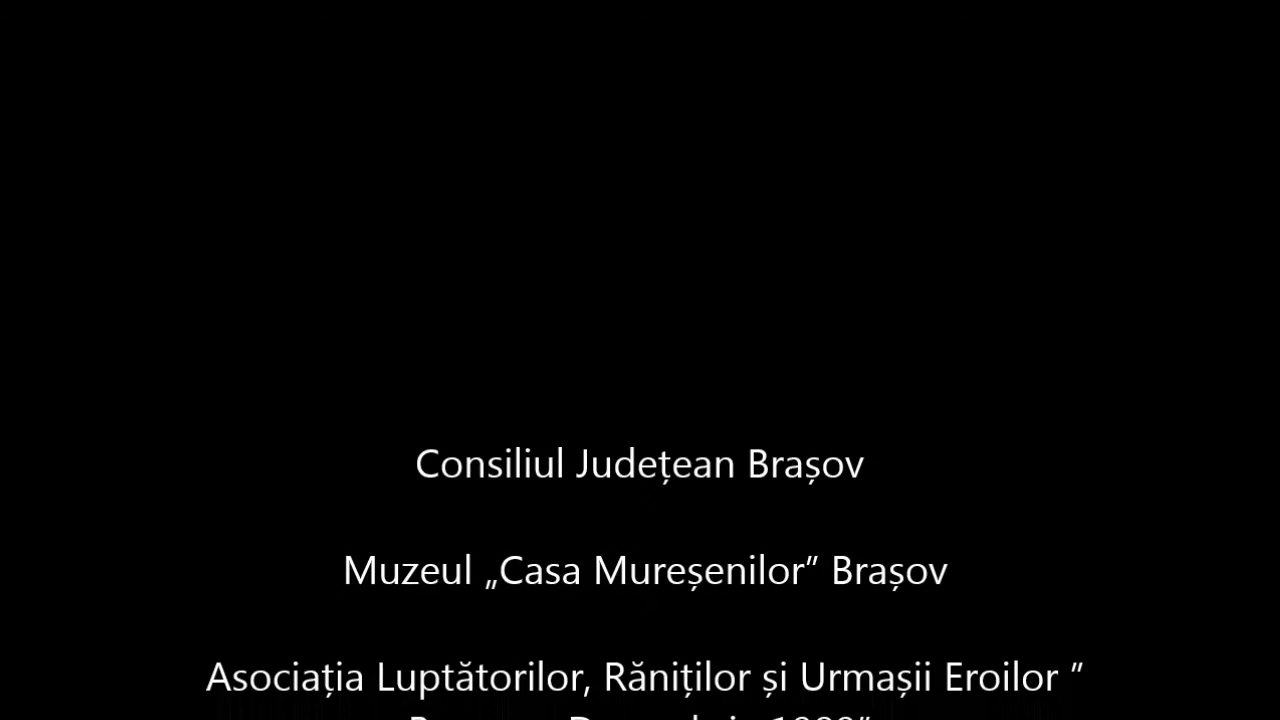 Consiliul Județean Brașov
Muzeul „Casa Mureșenilor” Brașov
Asociația Luptătorilor, Răniților și Urmașii Eroilor ”